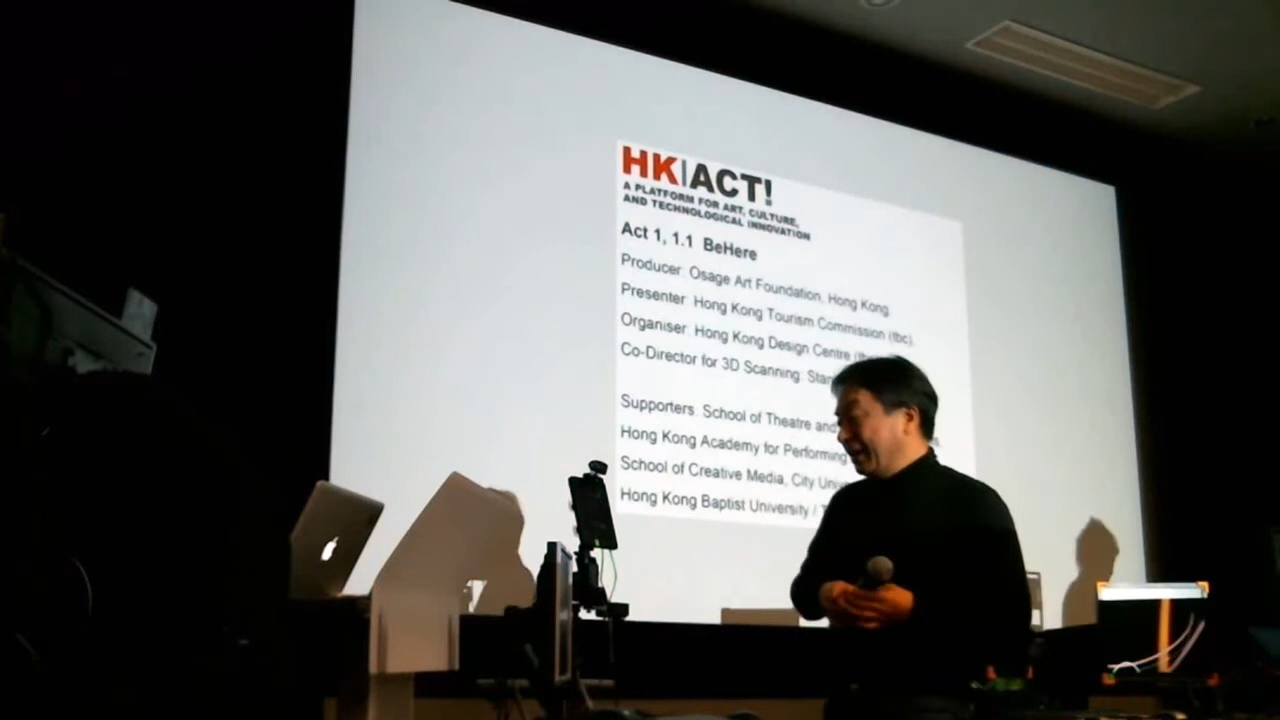 HK|ACT!
A PLATFORM FOR ART, CULTURE,
AND TECHNOLOGICAL INNOVATION
Act 1, 1.1 BeHere
Producer: Osage Art Foundation, Hong Kong
Presenter: Hong Kong Tourism Commission (tbc).
Organiser: Hong Kong Design Centre
Co-Director for 3D Scanning:
Supporters: School of Theatre and
Hong Kong Academy for Performing
School of Creative Media, City
Hong Kong Baptist University /